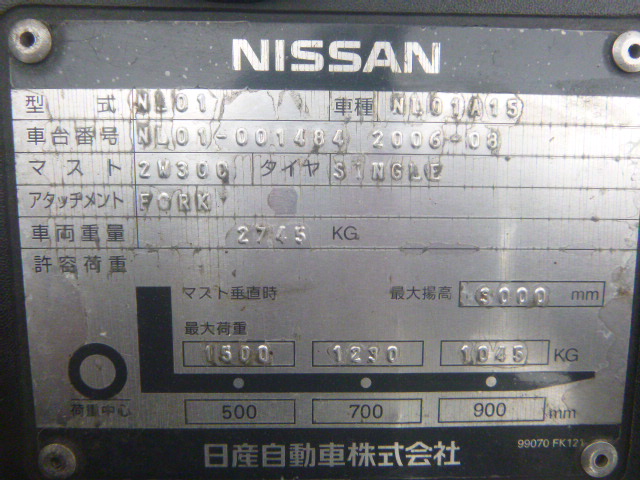 NISSAN
型式 NL01 車種 NL01A15
車台番号 NL01-001484 2006-08
マスト 2W300 タイヤ SINGLE
アタッチメント FORK
車両重量 2745 KG
許容荷重
マスト垂直時 最大揚高 3000 mm
最大荷重
1500 1290 1045 KG
荷重中心 500 700 900 mm
日産自動車株式会社 99070 FK121